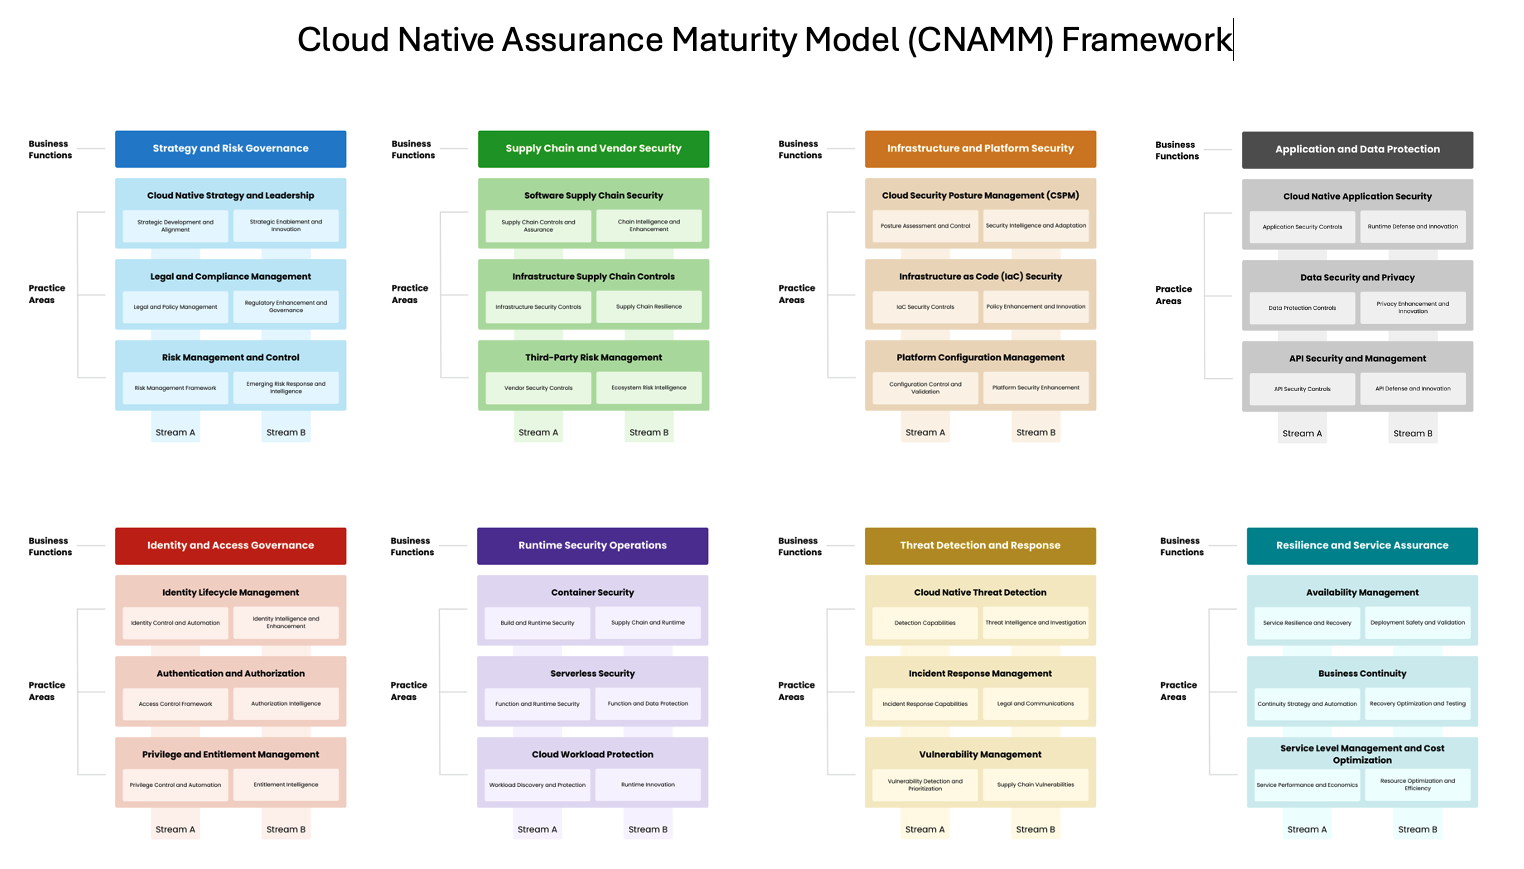 Cloud Native Assurance Maturity Model (CNAMM) Framework
Business
Functions
Strategy and Risk Governance
Cloud Native Strategy and Leadership
Strategic Development and
Alignment
Strategic Enablement and
Innovation
Practice
Areas
Legal and Compliance Management
Legal and Policy Management
Regulatory Enhancement and
Governance
Risk Management and Control
Risk Management Framework
Emerging Risk Response and
Intelligence
Stream A
Stream B
Business
Functions
Supply Chain and Vendor Security
Software Supply Chain Security
Supply Chain Controls and
Assurance
Chain Intelligence and
Enhancement
Practice
Areas
Infrastructure Supply Chain Controls
Infrastructure Security Controls
Supply Chain Resilience
Third-Party Risk Management
Vendor Security Controls
Ecosystem Risk Intelligence
Stream A
Stream B
Business
Functions
Infrastructure and Platform Security
Cloud Security Posture Management (CSPM)
Posture Assessment and Control
Security Intelligence and Adaptation
Practice
Areas
Infrastructure as Code (IaC) Security
IaC Security Controls
Policy Enhancement and Innovation
Platform Configuration Management
Configuration Control and
Validation
Platform Security Enhancement
Stream A
Stream B
Business
Functions
Application and Data Protection
Cloud Native Application Security
Application Security Controls
Runtime Defense and Innovation
Practice
Areas
Data Security and Privacy
Data Protection Controls
Privacy Enhancement and
Innovation
API Security and Management
API Security Controls
API Defense and Innovation
Stream A
Stream B
Business
Functions
Identity and Access Governance
Identity Lifecycle Management
Identity Control and Automation
Identity Intelligence and
Enhancement
Practice
Areas
Authentication and Authorization
Access Control Framework
Authorization Intelligence
Privilege and Entitlement Management
Privilege Control and Automation
Entitlement Intelligence
Stream A
Stream B
Business
Functions
Runtime Security Operations
Container Security
Build and Runtime Security
Supply Chain and Runtime
Practice
Areas
Serverless Security
Function and Runtime Security
Function and Data Protection
Cloud Workload Protection
Workload Discovery and Protection
Runtime Innovation
Stream A
Stream B
Business
Functions
Threat Detection and Response
Cloud Native Threat Detection
Detection Capabilities
Threat Intelligence and Investigation
Practice
Areas
Incident Response Management
Incident Response Capabilities
Legal and Communications
Vulnerability Management
Vulnerability Detection and
Prioritization
Supply Chain Vulnerabilities
Stream A
Stream B
Business
Functions
Resilience and Service Assurance
Availability Management
Service Resilience and Recovery
Deployment Safety and Validation
Practice
Areas
Business Continuity
Continuity Strategy and Automation
Recovery Optimization and Testing
Service Level Management and Cost
Optimization
Service Performance and Economics
Resource Optimization and
Efficiency
Stream A
Stream B